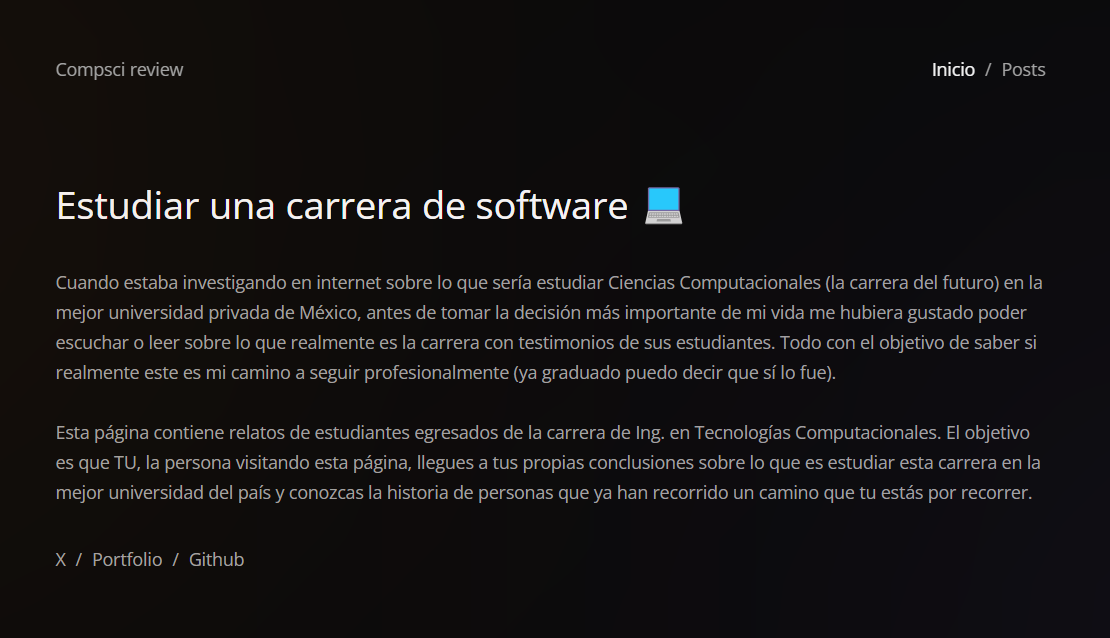 Compsci review
Inicio / Posts
Estudiar una carrera de software 💻
Cuando estaba investigando en internet sobre lo que sería estudiar Ciencias Computacionales (la carrera del futuro) en la
mejor universidad privada de México, antes de tomar la decisión más importante de mi vida me hubiera gustado poder
escuchar o leer sobre lo que realmente es la carrera con testimonios de sus estudiantes. Todo con el objetivo de saber si
realmente este es mi camino a seguir profesionalmente (ya graduado puedo decir que sí lo fue).
Esta página contiene relatos de estudiantes egresados de la carrera de Ing. en Tecnologías Computacionales. El objetivo
es que TU, la persona visitando esta página, llegues a tus propias conclusiones sobre lo que es estudiar esta carrera en la
mejor universidad del país y conozcas la historia de personas que ya han recorrido un camino que tu estás por recorrer.
X / Portfolio / Github